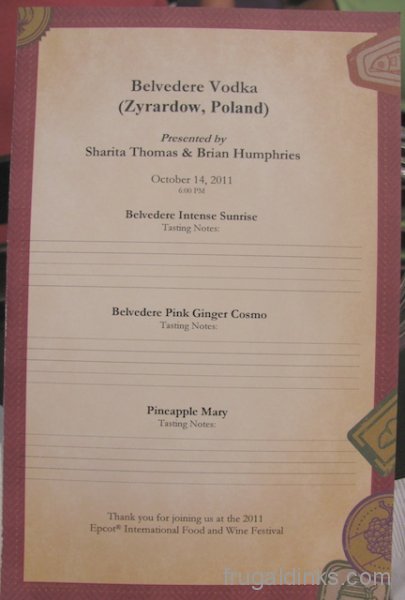 Belvedere Vodka
(Zyrardow, Poland)
Presented by
Sharita Thomas & Brian Humphries
October 14, 2011
6:00 PM
Belvedere Intense Sunrise
Tasting Notes:
Belvedere Pink Ginger Cosmo
Tasting Notes:
Pineapple Mary
Tasting Notes:
Thank you for joining us at the 2011
Epcot® International Food and Wine Festival
frugaldinks.com